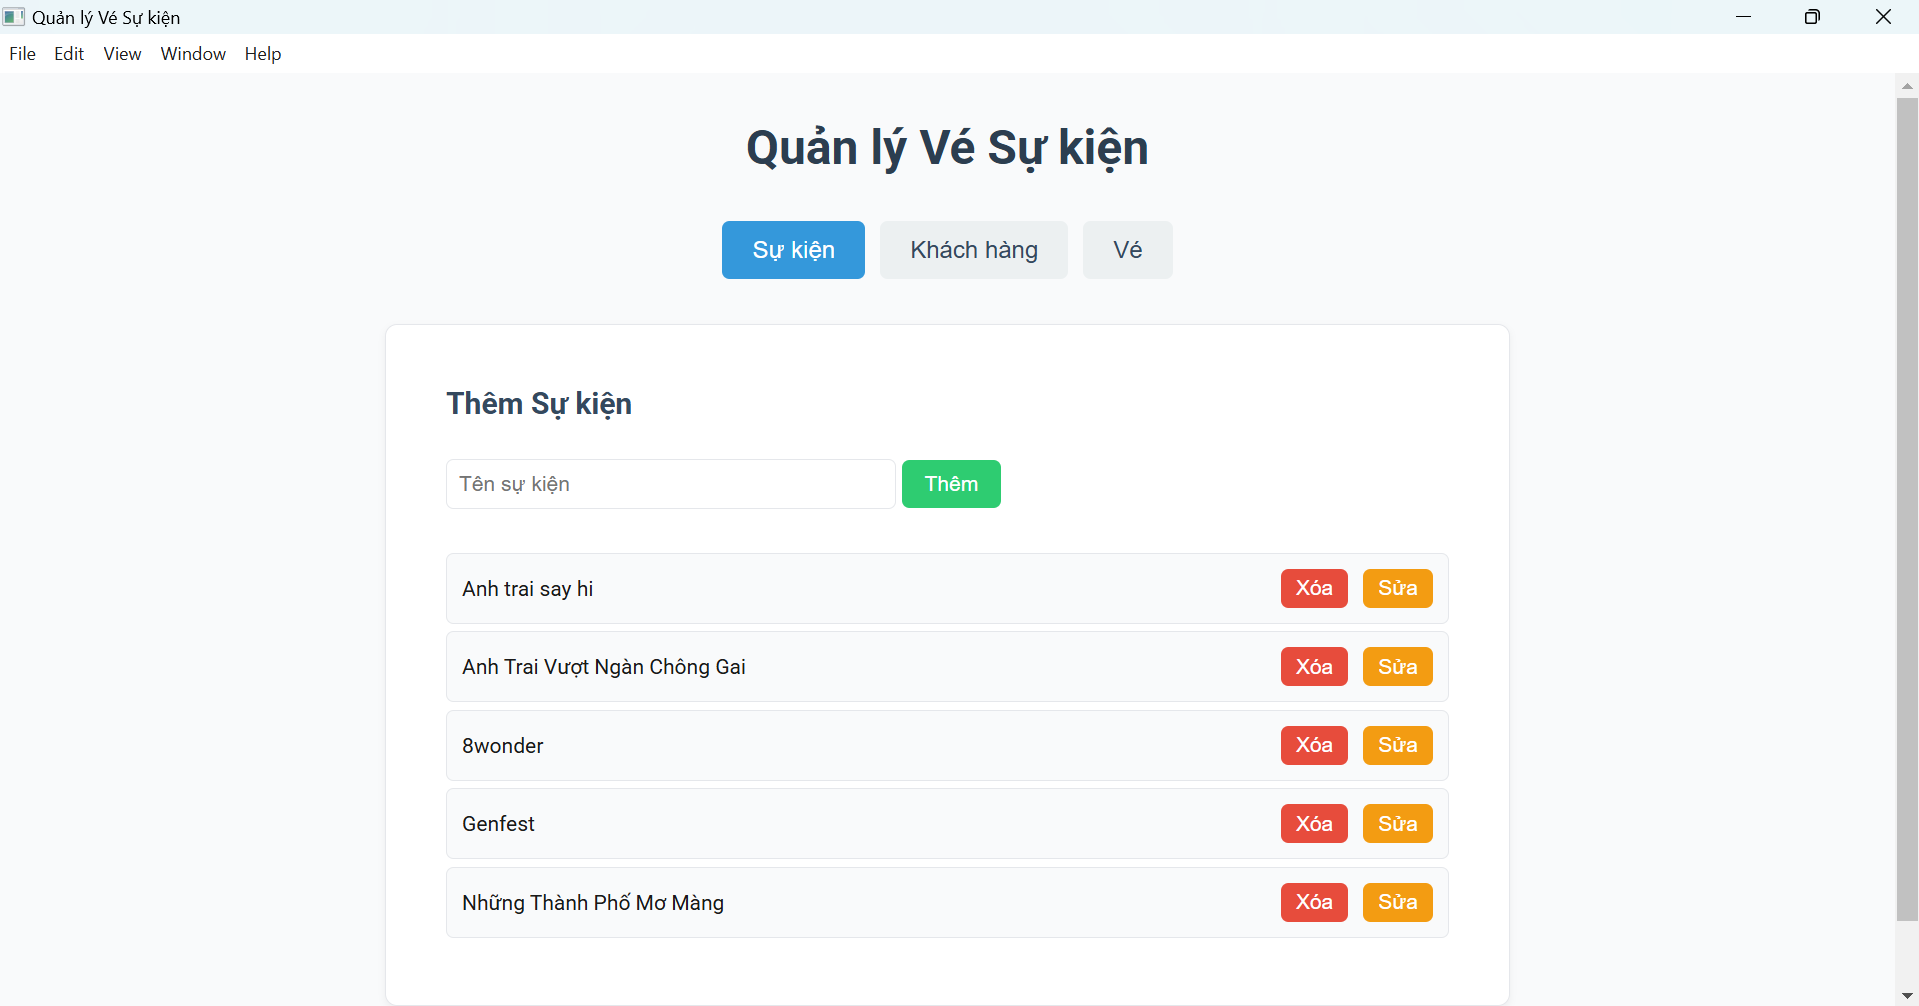 Quản lý Vé Sự kiện
File Edit View Window Help
Quản lý Vé Sự kiện
Sự kiện Khách hàng Vé
Thêm Sự kiện
Tên sự kiện Thêm
Anh trai say hi Xóa Sửa
Anh Trai Vượt Ngàn Chông Gai Xóa Sửa
8wonder Xóa Sửa
Genfest Xóa Sửa
Những Thành Phố Mơ Màng Xóa Sửa